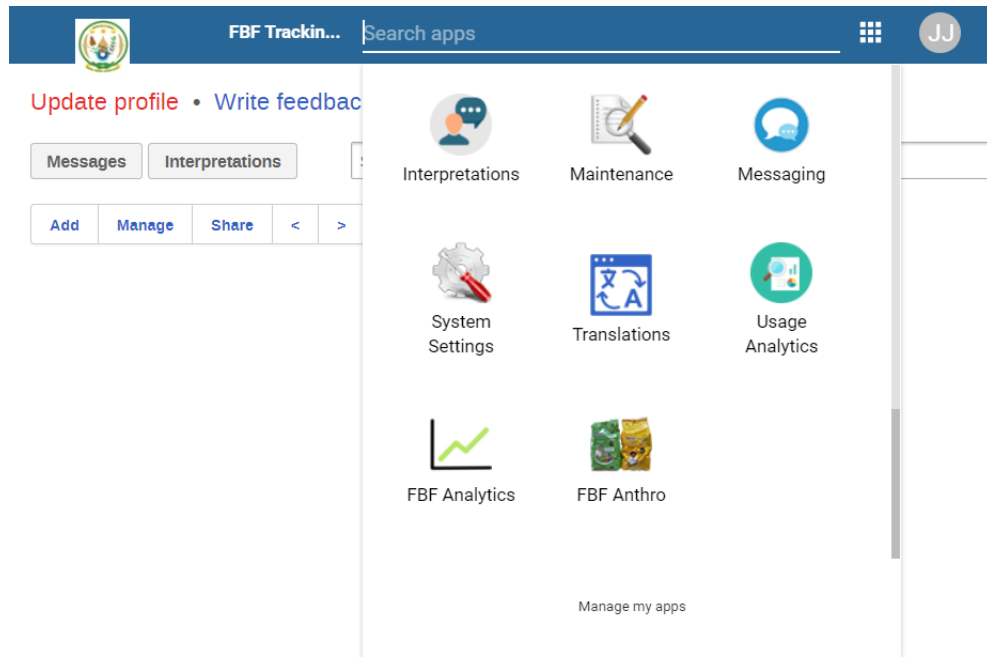 FBF Trackin... Search apps JJ
Update profile • Write feedbac
Messages Interpretations
Add Manage Share < >
Interpretations Maintenance Messaging
System Settings Translations Usage Analytics
FBF Analytics FBF Anthro
Manage my apps